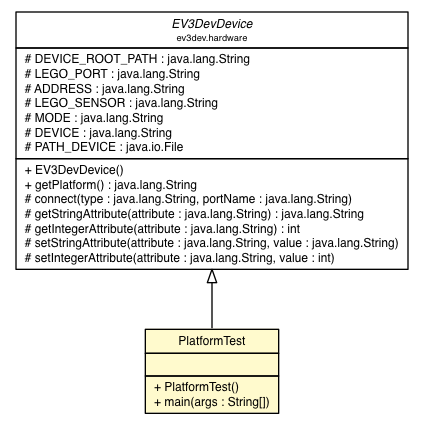 EV3DevDevice
ev3dev.hardware
# DEVICE_ROOT_PATH : java.lang.String
# LEGO_PORT : java.lang.String
# ADDRESS : java.lang.String
# LEGO_SENSOR : java.lang.String
# MODE : java.lang.String
# DEVICE : java.lang.String
# PATH_DEVICE : java.io.File
+ EV3DevDevice()
+ getPlatform() : java.lang.String
# connect(type : java.lang.String, portName : java.lang.String)
# getStringAttribute(attribute : java.lang.String) : java.lang.String
# getIntegerAttribute(attribute : java.lang.String) : int
# setStringAttribute(attribute : java.lang.String, value : java.lang.String)
# setIntegerAttribute(attribute : java.lang.String, value : int)
PlatformTest
+ PlatformTest()
+ main(args : String[])